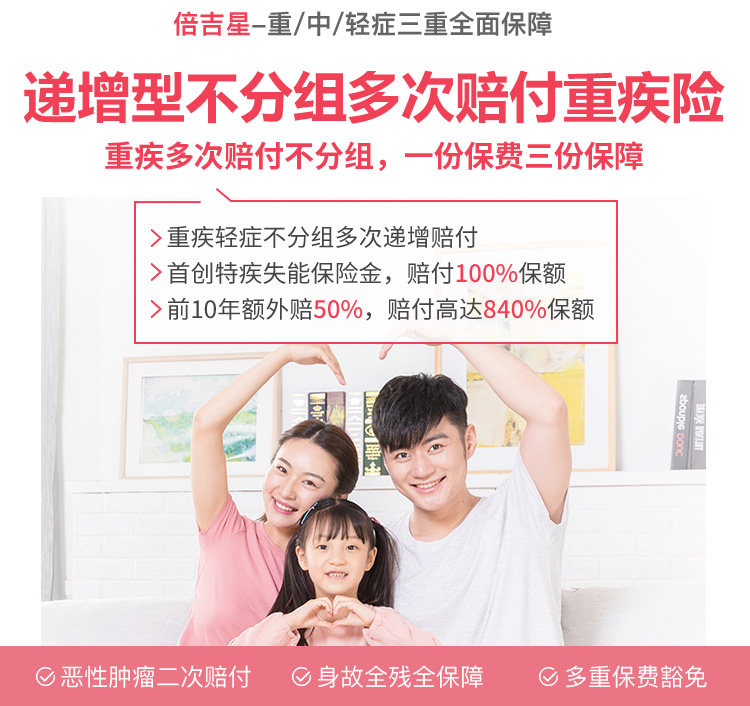 倍吉星–重/中/轻症三重全面保障
递增型不分组多次赔付重疾险
重疾多次赔付不分组，一份保费三份保障
重疾轻症不分组多次递增赔付
首创特疾失能保险金，赔付100%保额
前10年额外赔50%，赔付高达840%保额
恶性肿瘤二次赔付
身故全残全保障
多重保费豁免